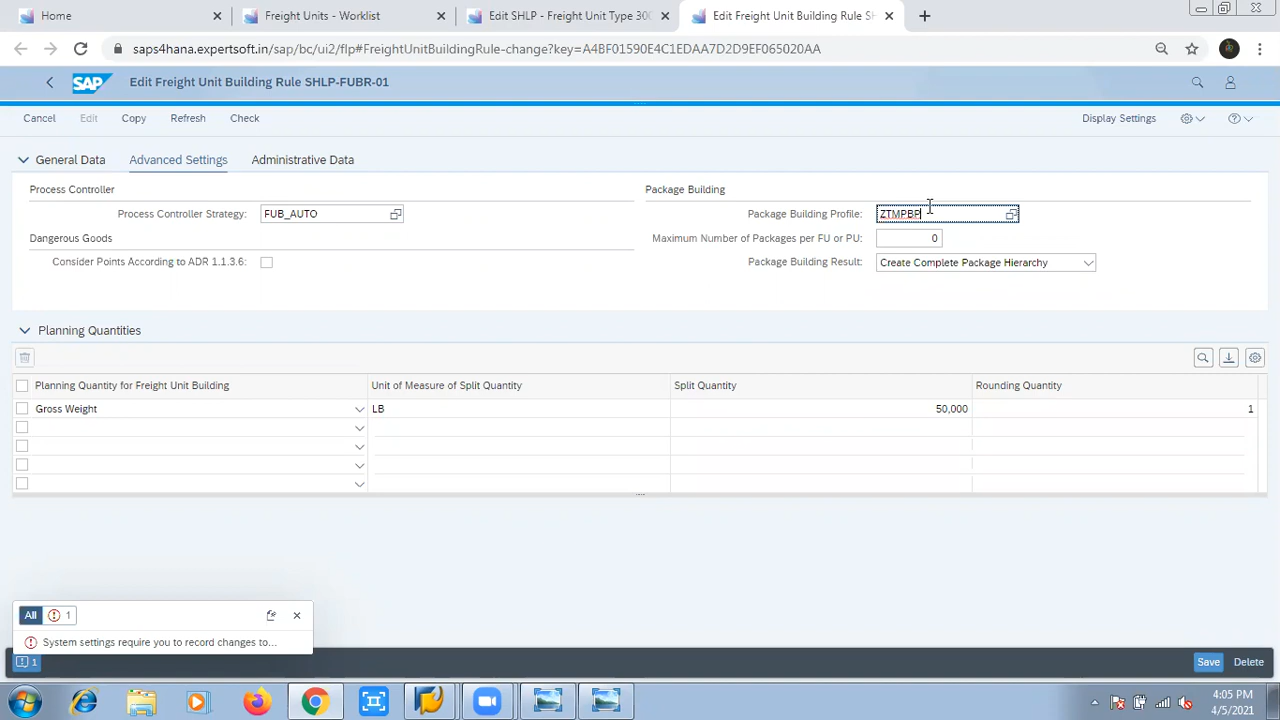 Home
Freight Units - Worklist
Edit SHLP - Freight Unit Type 300
Edit Freight Unit Building Rule SH
saps4hana.expertsoft.in/sap/bc/ui2/flp#FreightUnitBuildingRule-change?key=A4BF01590E4C1EDAA7D2D9EF065020AA
SAP
Edit Freight Unit Building Rule SHLP-FUBR-01
Cancel
Edit
Copy
Refresh
Check
Display Settings
General Data
Advanced Settings
Administrative Data
Process Controller
Package Building
Process Controller Strategy: FUB_AUTO
Package Building Profile: ZTMPBP
Dangerous Goods
Maximum Number of Packages per FU or PU: 0
Consider Points According to ADR 1.1.3.6:
Package Building Result: Create Complete Package Hierarchy
Planning Quantities
Planning Quantity for Freight Unit Building
Unit of Measure of Split Quantity
Split Quantity
Rounding Quantity
Gross Weight
LB
50,000
1
All
1
System settings require you to record changes to...
1
Save
Delete
4:05 PM
4/5/2021